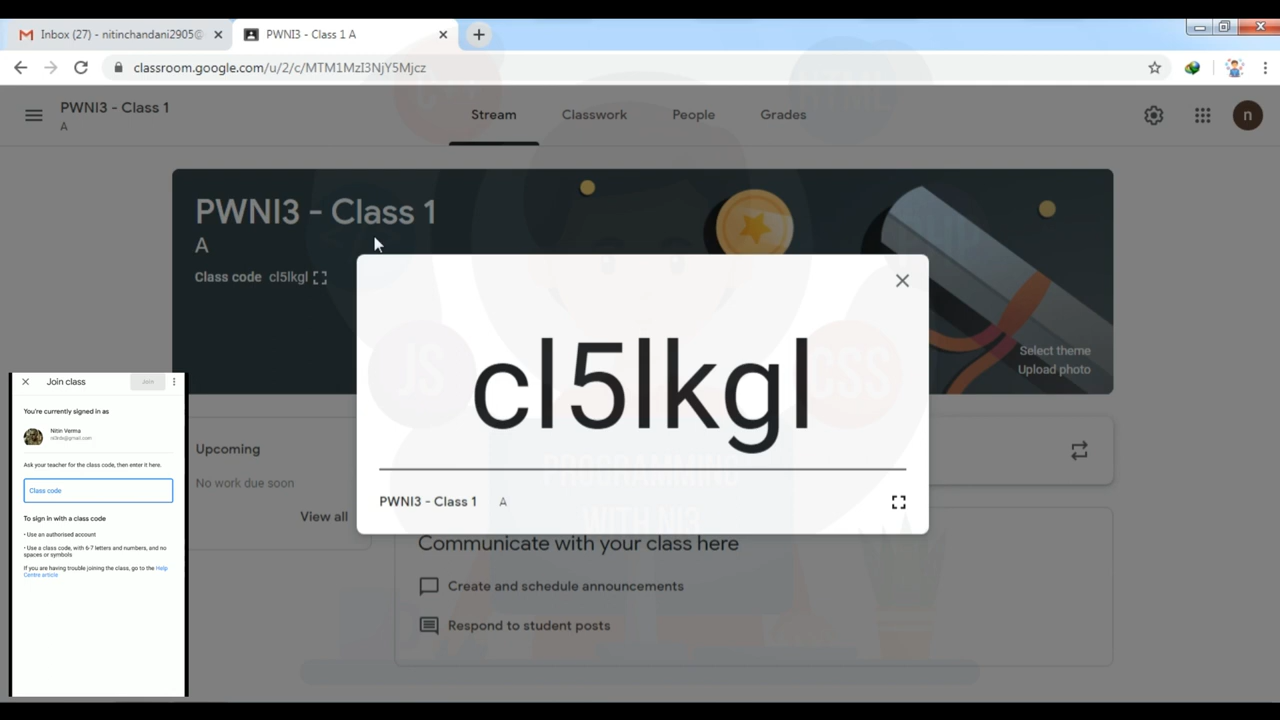 Inbox (27) - nitinchandani2905@
PWNI3 - Class 1 A
classroom.google.com/u/2/c/MTM1MzI3NjY5Mjcz
PWNI3 - Class 1
A
Stream
Classwork
People
Grades
n
PWNI3 - Class 1
A
Class code cl5lkgl
Select theme
Upload photo
cl5lkgl
PWNI3 - Class 1 A
Upcoming
No work due soon
View all
Communicate with your class here
Create and schedule announcements
Respond to student posts
Join class
Join
You're currently signed in as
Nitin Verma
Ask your teacher for the class code, then enter it here.
Class code
To sign in with a class code
• Use an authorised account
• Use a class code, with 6-7 letters and numbers, and no
spaces or symbols
If you are having trouble joining the class, go to the Help
Centre article
JS
CSS
HTML
PROGRAMMING
WITH NI3